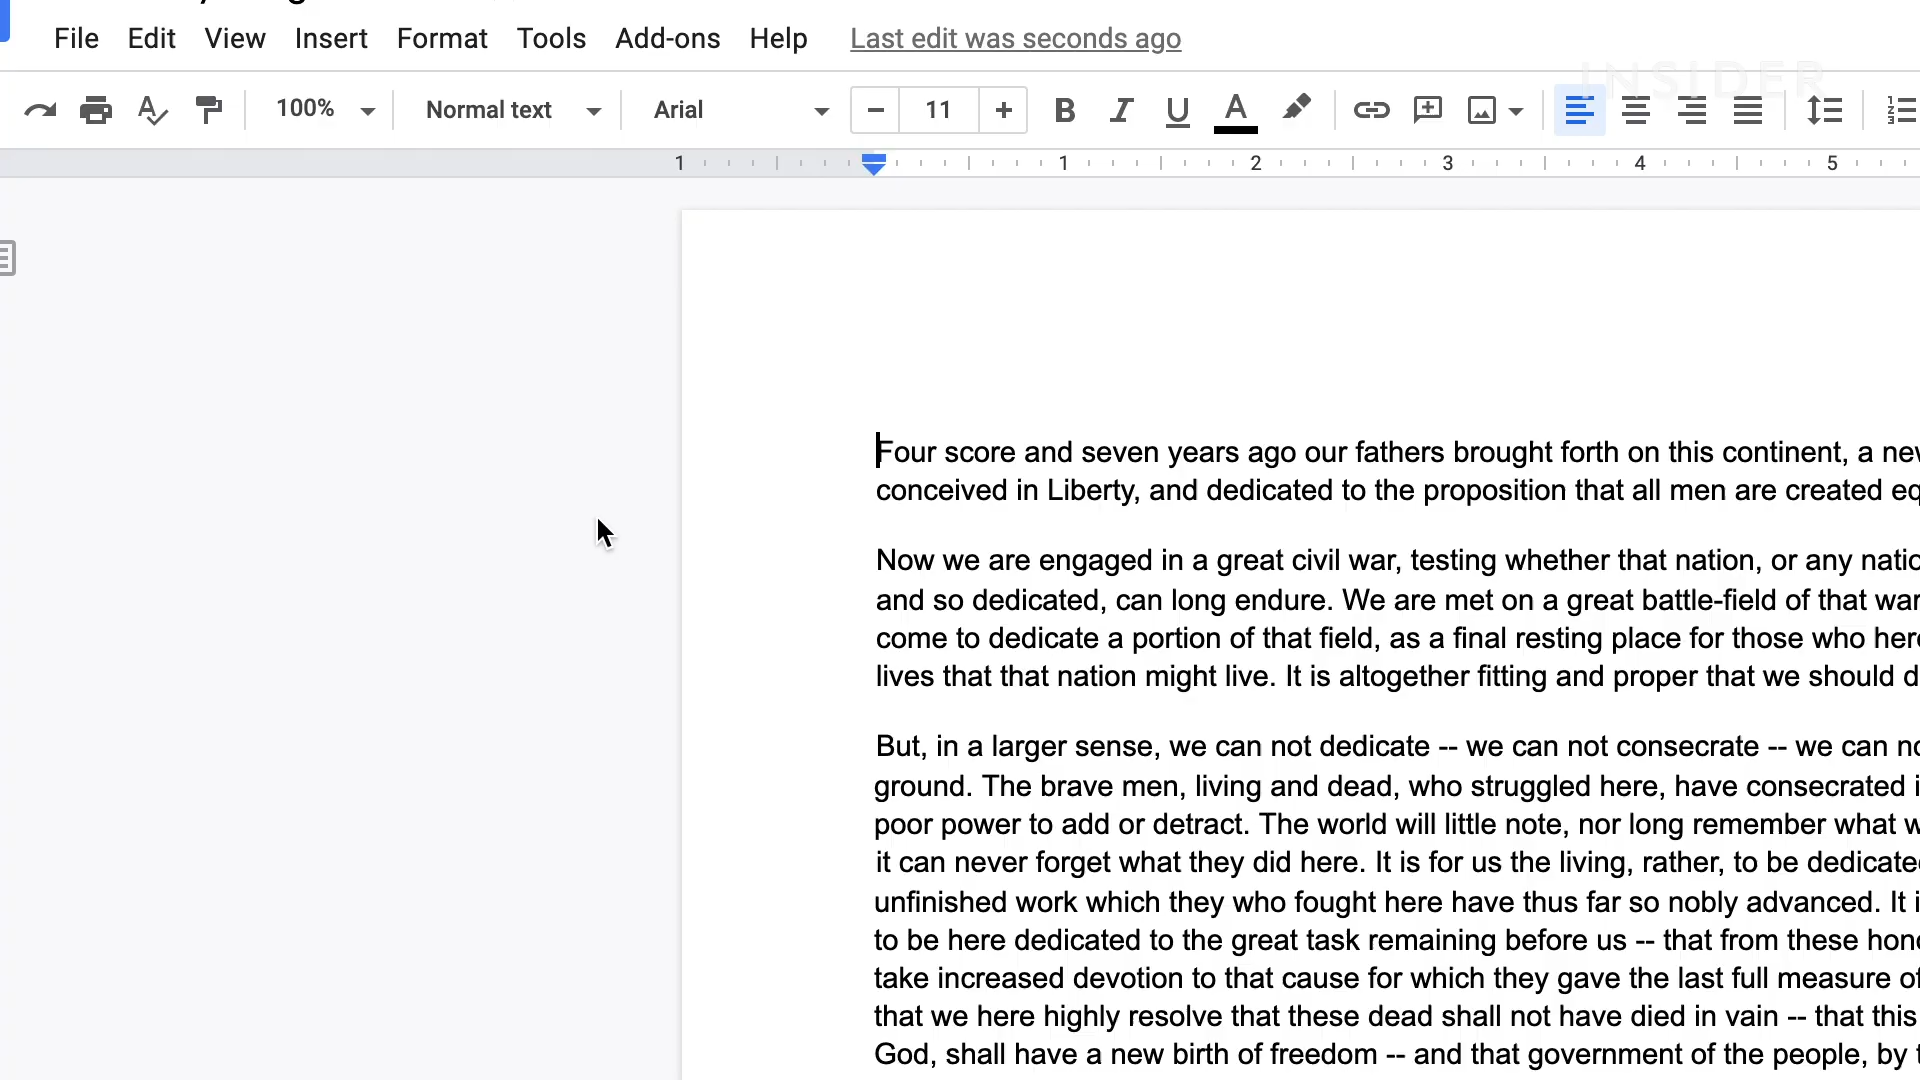 File Edit View Insert Format Tools Add-ons Help Last edit was seconds ago
INSIDER
100% Normal text Arial - 11 + B I U A
1 1 2 3 4 5
Four score and seven years ago our fathers brought forth on this continent, a
conceived in Liberty, and dedicated to the proposition that all men are created
Now we are engaged in a great civil war, testing whether that nation, or any
and so dedicated, can long endure. We are met on a great battle-field of that
come to dedicate a portion of that field, as a final resting place for those who
lives that that nation might live. It is altogether fitting and proper that we should
But, in a larger sense, we can not dedicate -- we can not consecrate -- we can
ground. The brave men, living and dead, who struggled here, have consecrated
poor power to add or detract. The world will little note, nor long remember what
it can never forget what they did here. It is for us the living, rather, to be
unfinished work which they who fought here have thus far so nobly advanced. It
to be here dedicated to the great task remaining before us -- that from these
take increased devotion to that cause for which they gave the last full measure
that we here highly resolve that these dead shall not have died in vain -- that this
God, shall have a new birth of freedom -- and that government of the people, by